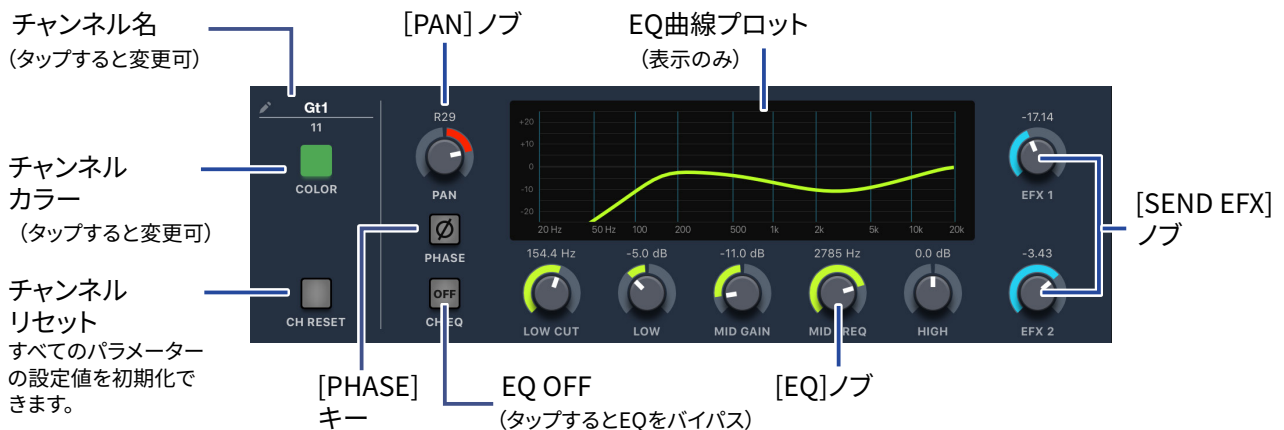 チャンネル名
（タップすると変更可）
[PAN]ノブ
EQ曲線プロット
（表示のみ）
Gt1
11
COLOR
チャンネル
カラー
（タップすると変更可）
CH RESET
チャンネル
リセット
すべてのパラメーター
の設定値を初期化で
きます。
R29
PAN
PHASE
OFF
CH EQ
+20
+10
0
-10
-20
20 Hz
50 Hz
100
200
500
1k
2k
5k
10k
20k
154.4 Hz
-5.0 dB
-11.0 dB
2785 Hz
0.0 dB
LOW CUT
LOW
MID GAIN
MID FREQ
HIGH
-17.14
EFX 1
-3.43
EFX 2
[SEND EFX]
ノブ
[PHASE]
キー
EQ OFF
（タップするとEQをバイパス）
[EQ]ノブ